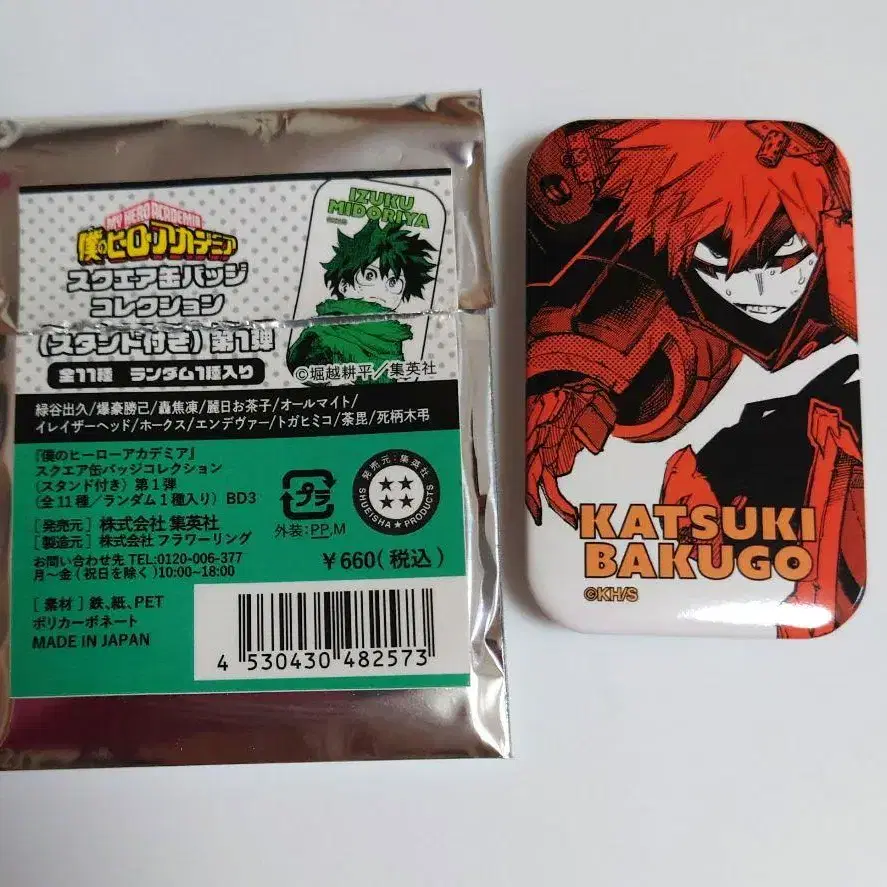 MY HERO ACADEMIA
僕のヒーローアカデミア
スクエア缶バッジ
コレクション
(スタンド付き) 第1弾
全11種 ランダム1種入り
IZUKU
MIDORIYA
©堀越耕平/集英社
緑谷出久/爆豪勝己/轟焦凍/麗日お茶子/オールマイト/
イレイザーヘッド/ホークス/エンデヴァー/トガヒミコ/荼毘/死柄木弔
『僕のヒーローアカデミア』
スクエア缶バッジコレクション
(スタンド付き) 第1弾
(全11種/ランダム1種入り) BD3
[発売元] 株式会社 集英社
[製造元] 株式会社 フラワーリング
お問い合わせ先 TEL:0120-006-377
月〜金(祝日を除く)10:00~18:00
プラ
外装:PP,M
発売元:集英社
SHUEISHA★PRODUCTS
¥660(税込)
[素材] 鉄、紙、PET
ポリカーボネート
MADE IN JAPAN
4 530430 482573
KATSUKI
BAKUGO
©KH/S